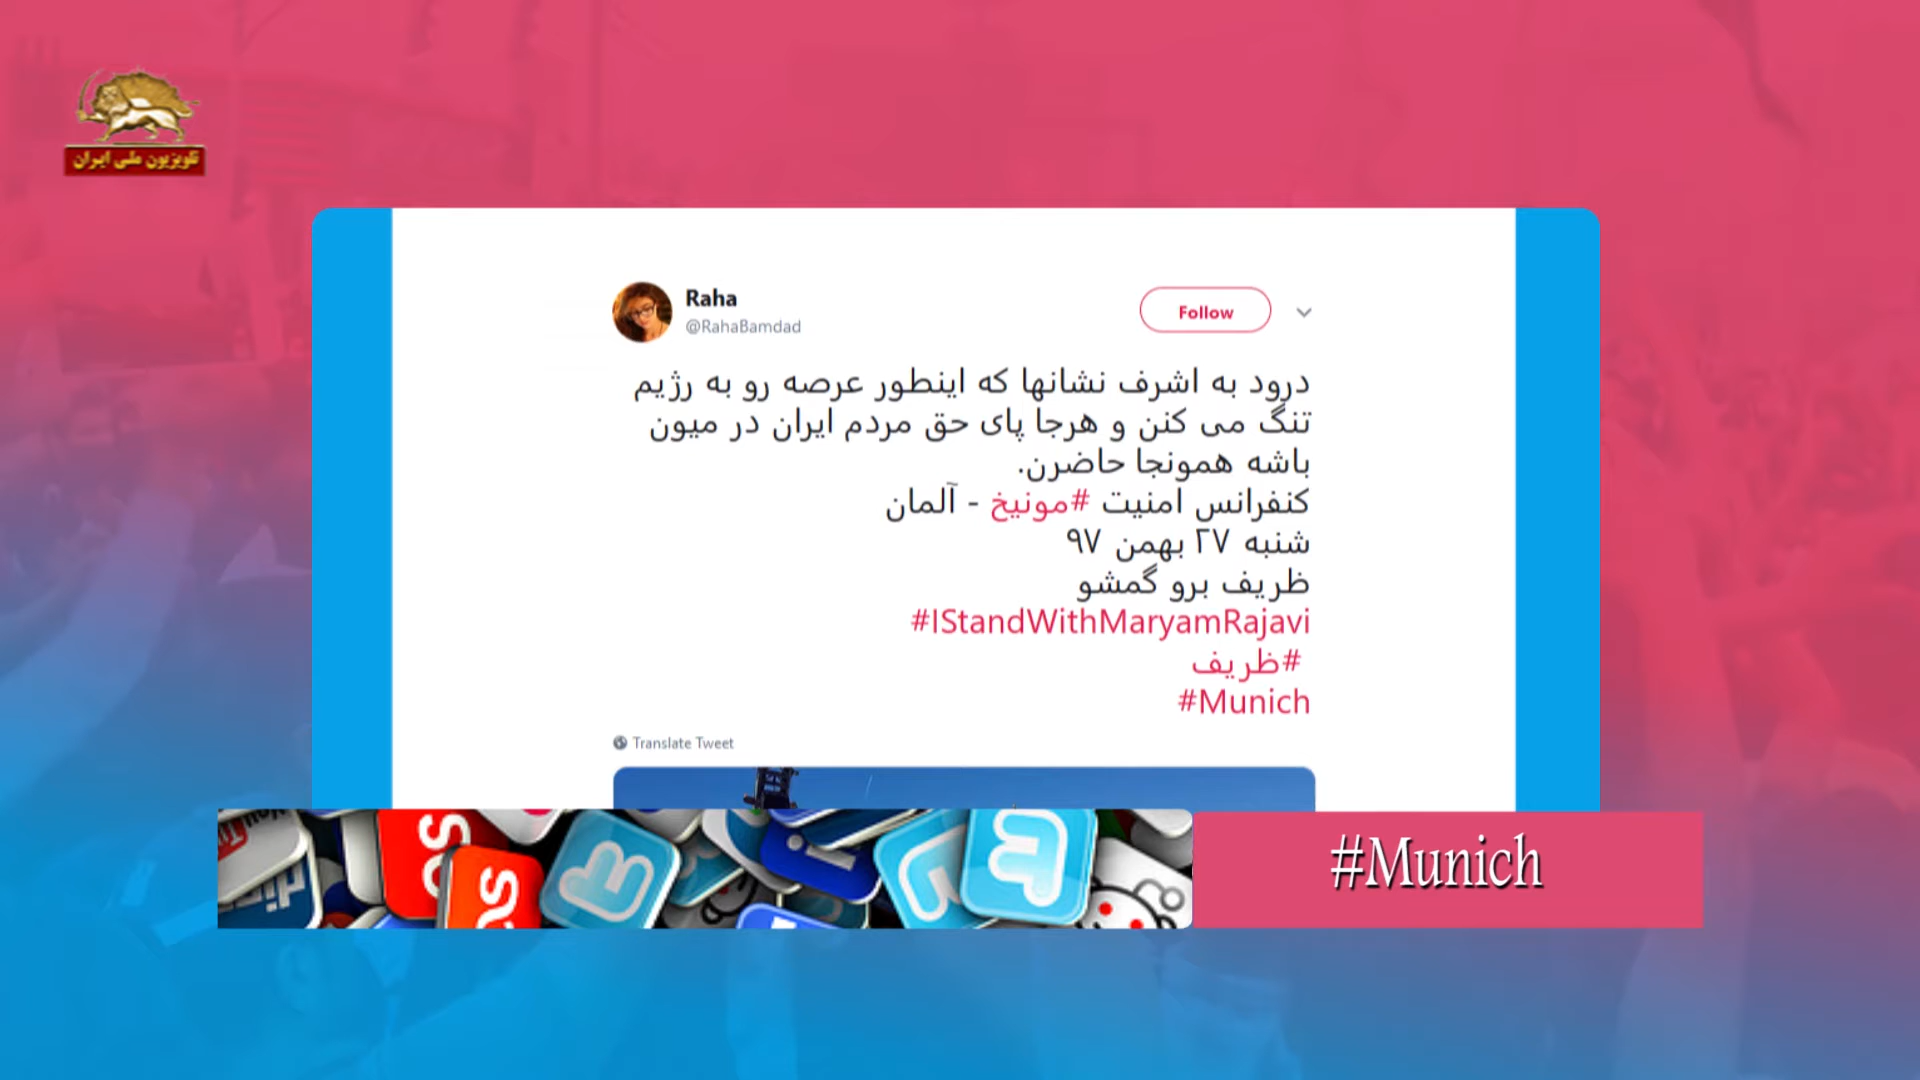 تلویزیون ملی ایران
Raha
@RahaBamdad
Follow
درود به اشرف نشانها که اینطور عرصه رو به رژیم
تنگ می کنن و هرجا پای حق مردم ایران در میون
باشه همونجا حاضرن.
کنفرانس امنیت #مونیخ - آلمان
شنبه ۲۷ بهمن ۹۷
ظریف برو گمشو
#IStandWithMaryamRajavi
#ظریف
#Munich
Translate Tweet
#Munich